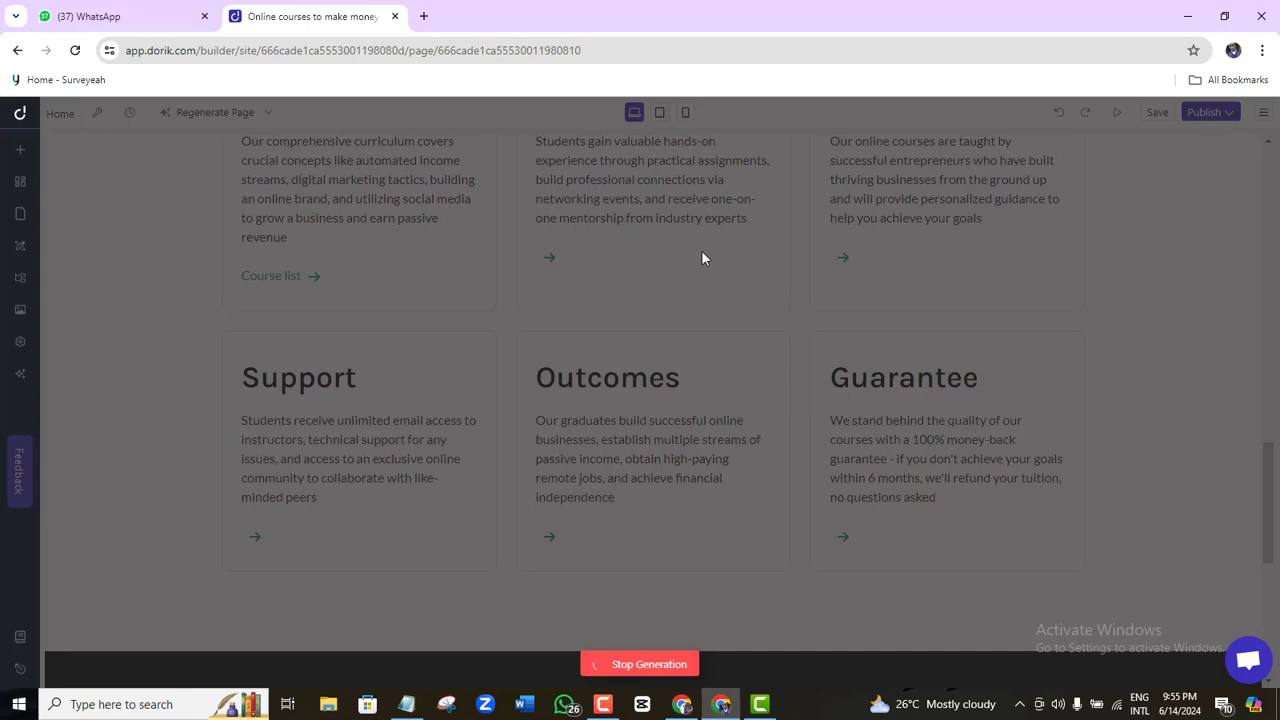 (37) WhatsApp
Online courses to make money
app.dorik.com/builder/site/666cade1ca5553001198080d/page/666cade1ca5553001980810
Home - Surveyeah
All Bookmarks
Home
Regenerate Page
Save
Publish
Our comprehensive curriculum covers
crucial concepts like automated income
streams, digital marketing tactics, building
an online brand, and utilizing social media
to grow a business and earn passive
revenue
Course list
Students gain valuable hands-on
experience through practical assignments,
build professional connections via
networking events, and receive one-on-
one mentorship from industry experts
Our online courses are taught by
successful entrepreneurs who have built
thriving businesses from the ground up
and will provide personalized guidance to
help you achieve your goals
Support
Students receive unlimited email access to
instructors, technical support for any
issues, and access to an exclusive online
community to collaborate with like-
minded peers
Outcomes
Our graduates build successful online
businesses, establish multiple streams of
passive income, obtain high-paying
remote jobs, and achieve financial
independence
Guarantee
We stand behind the quality of our
courses with a 100% money-back
guarantee - if you don't achieve your goals
within 6 months, we'll refund your tuition,
no questions asked
Feedback
Stop Generation
Activate Windows
Go to Settings to activate Windows.
Type here to search
26
26°C Mostly cloudy
ENG
INTL
9:55 PM
6/14/2024
10